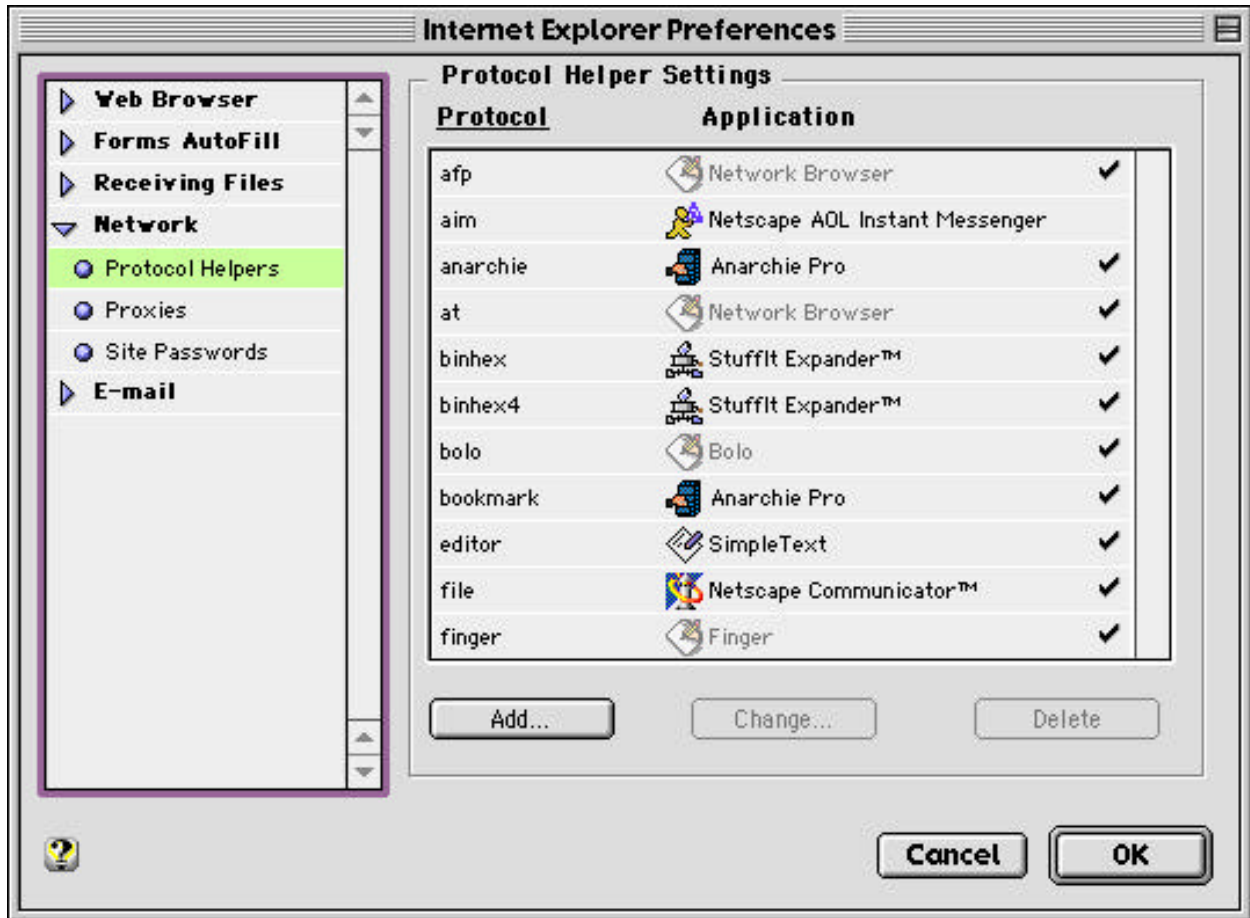 Internet Explorer Preferences
Web Browser
Forms AutoFill
Receiving Files
Network
Protocol Helpers
Proxies
Site Passwords
E-mail
Protocol Helper Settings
Protocol Application
afp Network Browser
aim Netscape AOL Instant Messenger
anarchie Anarchie Pro
at Network Browser
binhex StuffIt Expander™
binhex4 StuffIt Expander™
bolo Bolo
bookmark Anarchie Pro
editor SimpleText
file Netscape Communicator™
finger Finger
Add... Change... Delete
? Cancel OK